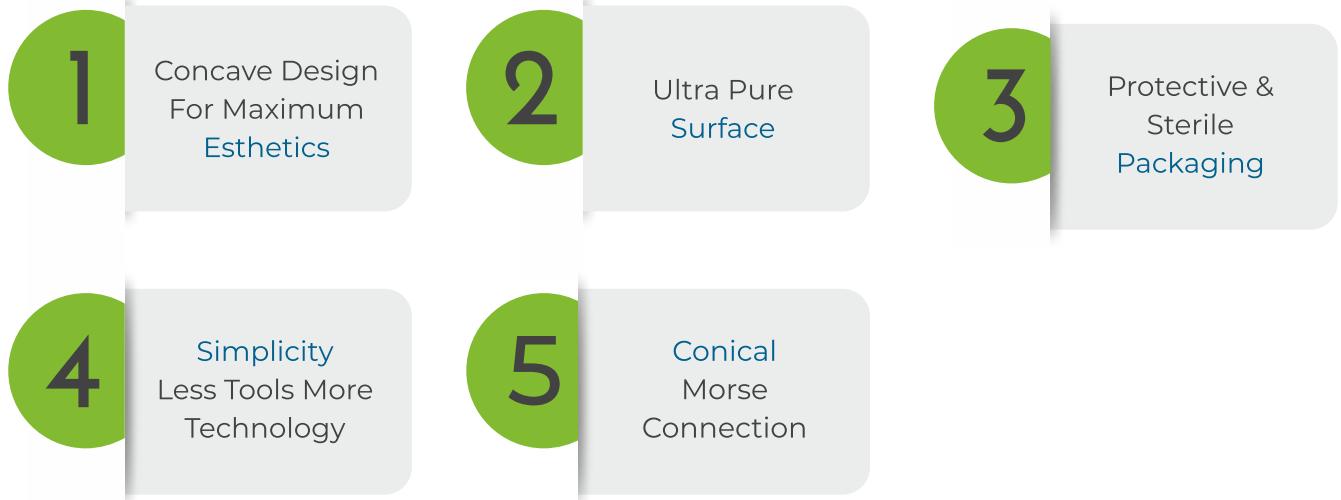 1
Concave Design
For Maximum
Esthetics
2
Ultra Pure
Surface
3
Protective &
Sterile
Packaging
4
Simplicity
Less Tools More
Technology
5
Conical
Morse
Connection